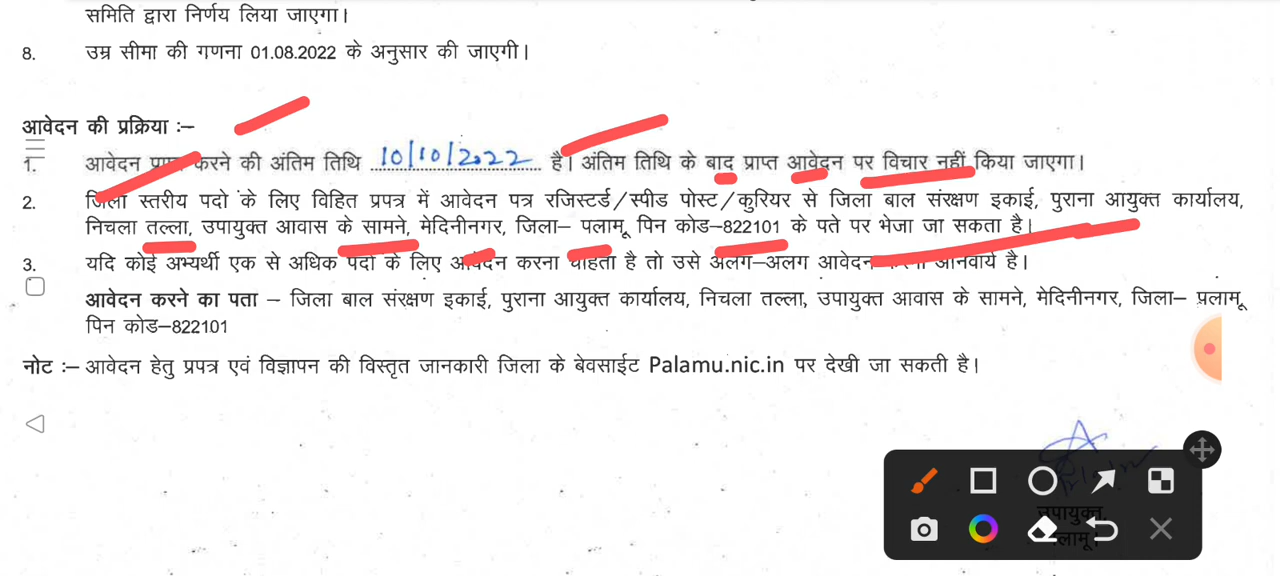 समिति द्वारा निर्णय लिया जाएगा।
8. उम्र सीमा की गणना 01.08.2022 के अनुसार की जाएगी।
आवेदन की प्रक्रिया :–
1. आवेदन प्राप्त करने की अंतिम तिथि 10/10/2022 है। अंतिम तिथि के बाद प्राप्त आवेदन पर विचार नहीं किया जाएगा।
2. जिला स्तरीय पदो के लिए विहित प्रपत्र में आवेदन पत्र रजिस्टर्ड/स्पीड पोस्ट/कुरियर से जिला बाल संरक्षण इकाई, पुराना आयुक्त कार्यालय,
निचला तल्ला, उपायुक्त आवास के सामने, मेदिनीनगर, जिला– पलामू, पिन कोड–822101 के पते पर भेजा जा सकता है।
3. यदि कोई अभ्यर्थी एक से अधिक पदो के लिए आवेदन करना चाहता है तो उसे अलग–अलग आवेदन करना अनिवार्य है।
आवेदन करने का पता – जिला बाल संरक्षण इकाई, पुराना आयुक्त कार्यालय, निचला तल्ला, उपायुक्त आवास के सामने, मेदिनीनगर, जिला– पलामू,
पिन कोड–822101
नोट :– आवेदन हेतु प्रपत्र एवं विज्ञापन की विस्तृत जानकारी जिला के बेवसाईट Palamu.nic.in पर देखी जा सकती है।
उपायुक्त,
पलामू।